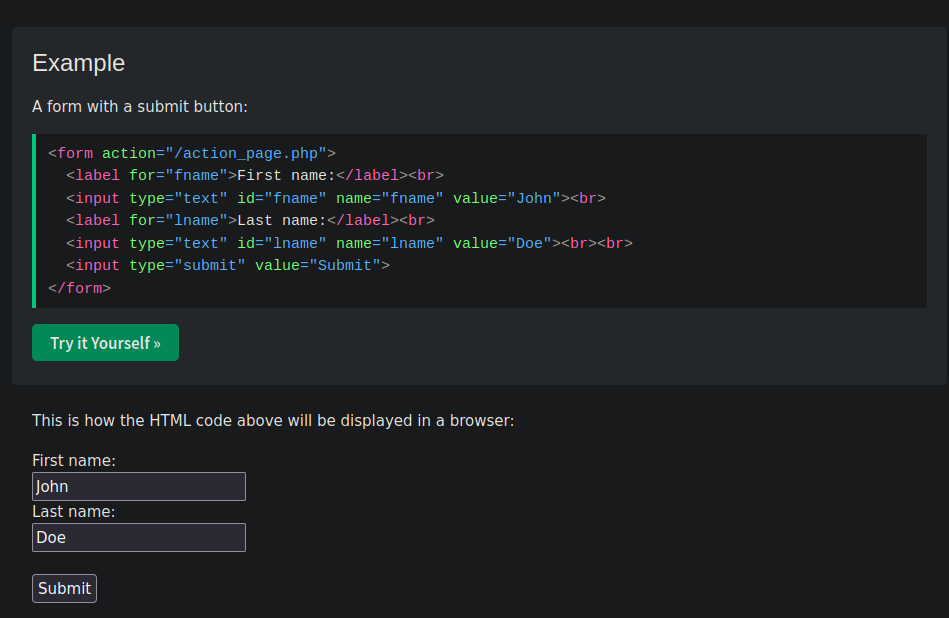 Example
A form with a submit button:
<form action="/action_page.php">
  <label for="fname">First name:</label><br>
  <input type="text" id="fname" name="fname" value="John"><br>
  <label for="lname">Last name:</label><br>
  <input type="text" id="lname" name="lname" value="Doe"><br><br>
  <input type="submit" value="Submit">
</form>
Try it Yourself »
This is how the HTML code above will be displayed in a browser:
First name:
John
Last name:
Doe
Submit